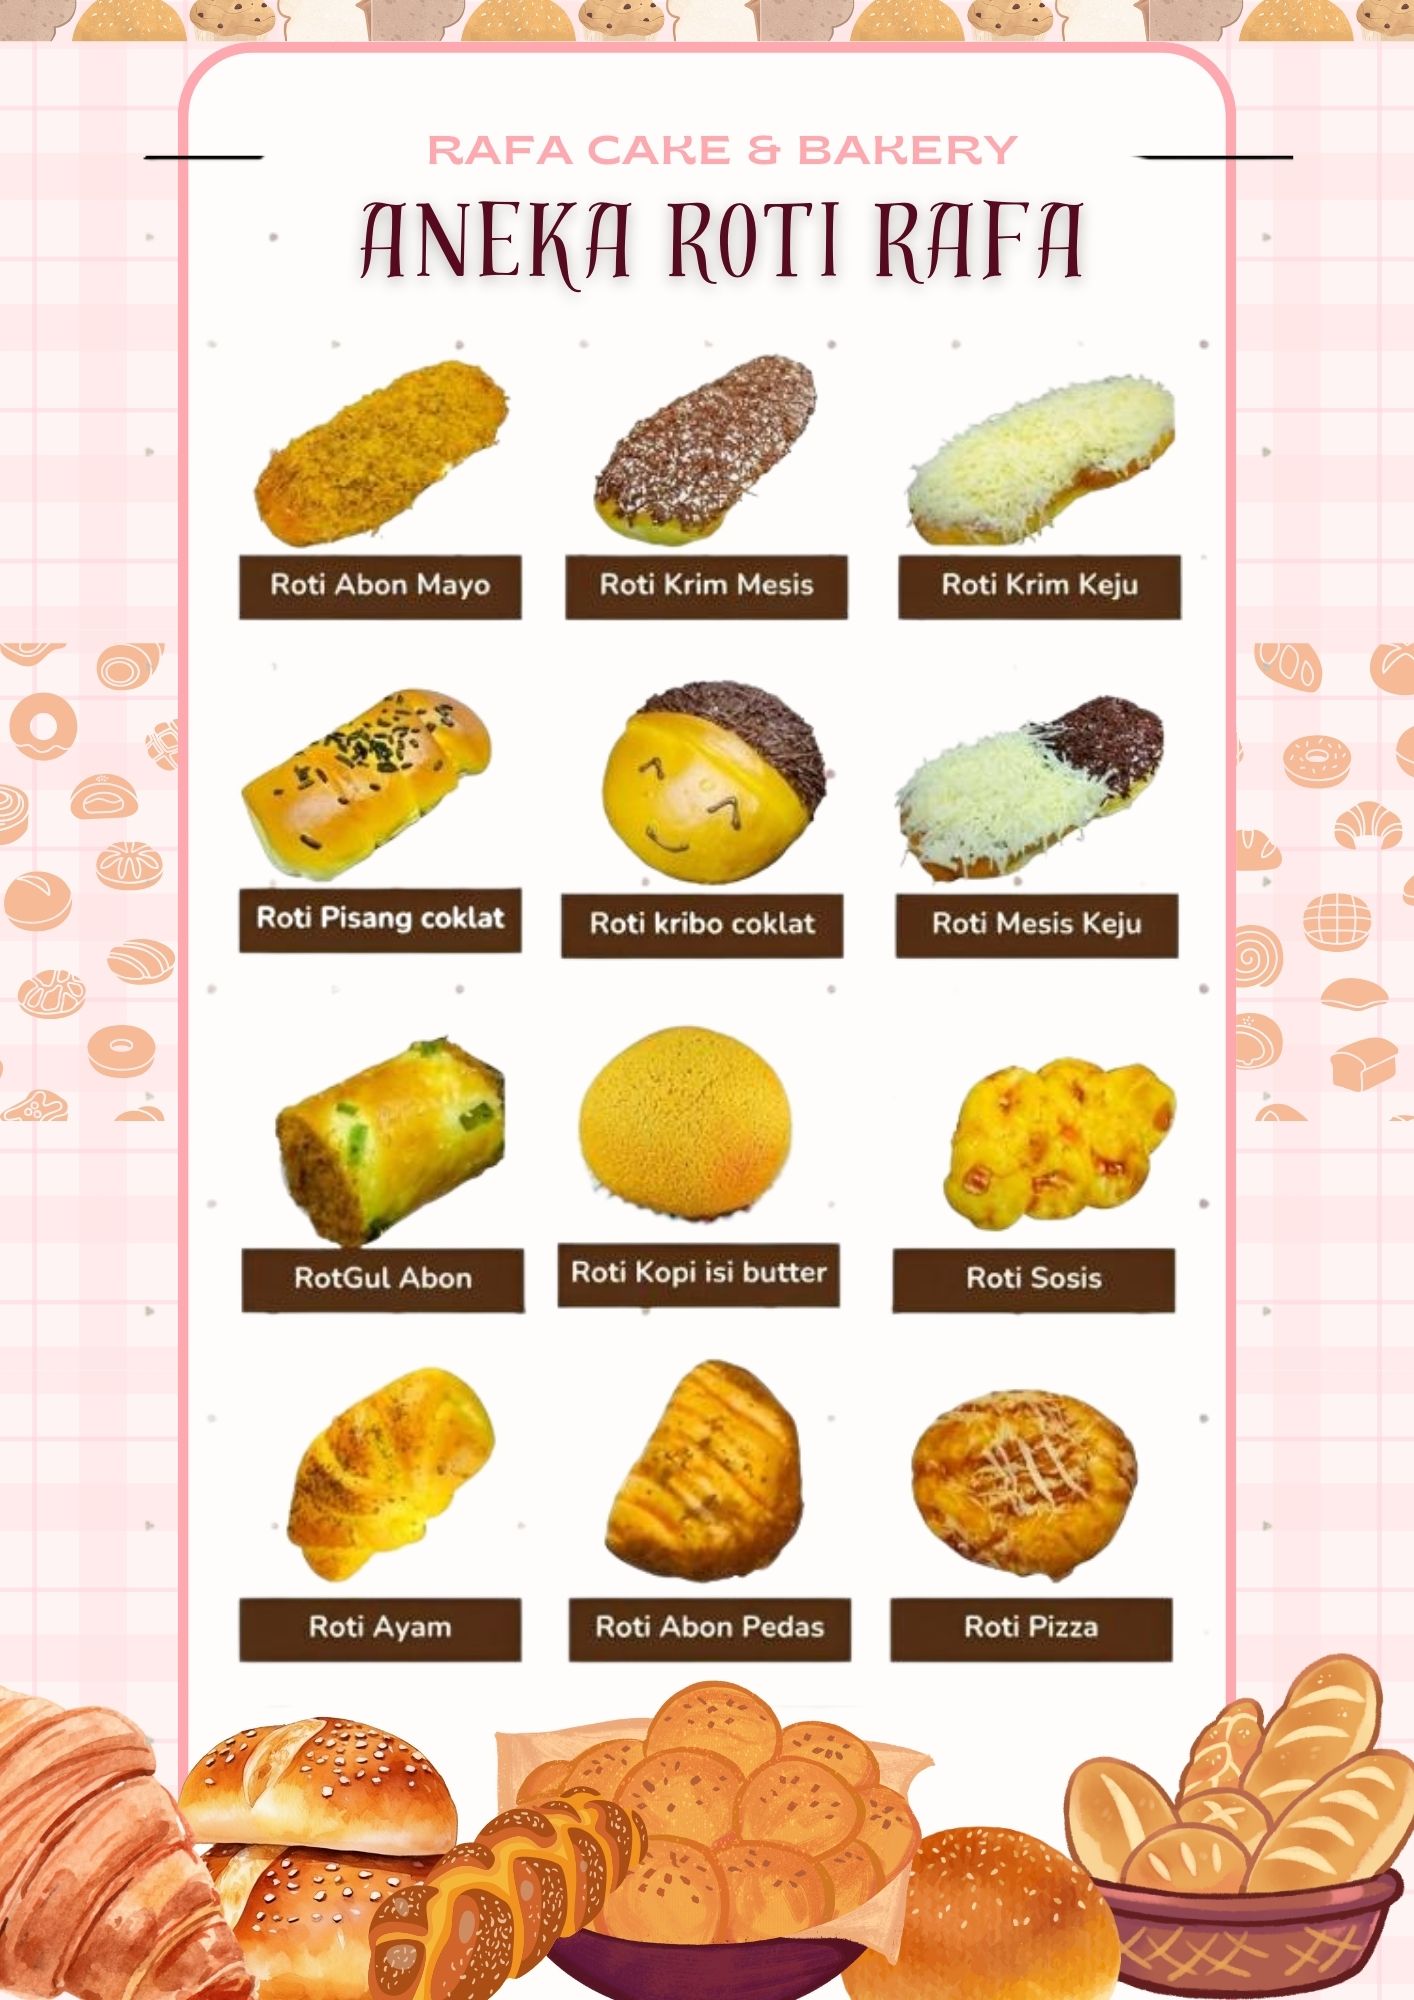 RAFA CAKE & BAKERY
ANEKA ROTI RAFA
Roti Abon Mayo
Roti Krim Mesis
Roti Krim Keju
Roti Pisang coklat
Roti kribo coklat
Roti Mesis Keju
RotGul Abon
Roti Kopi isi butter
Roti Sosis
Roti Ayam
Roti Abon Pedas
Roti Pizza